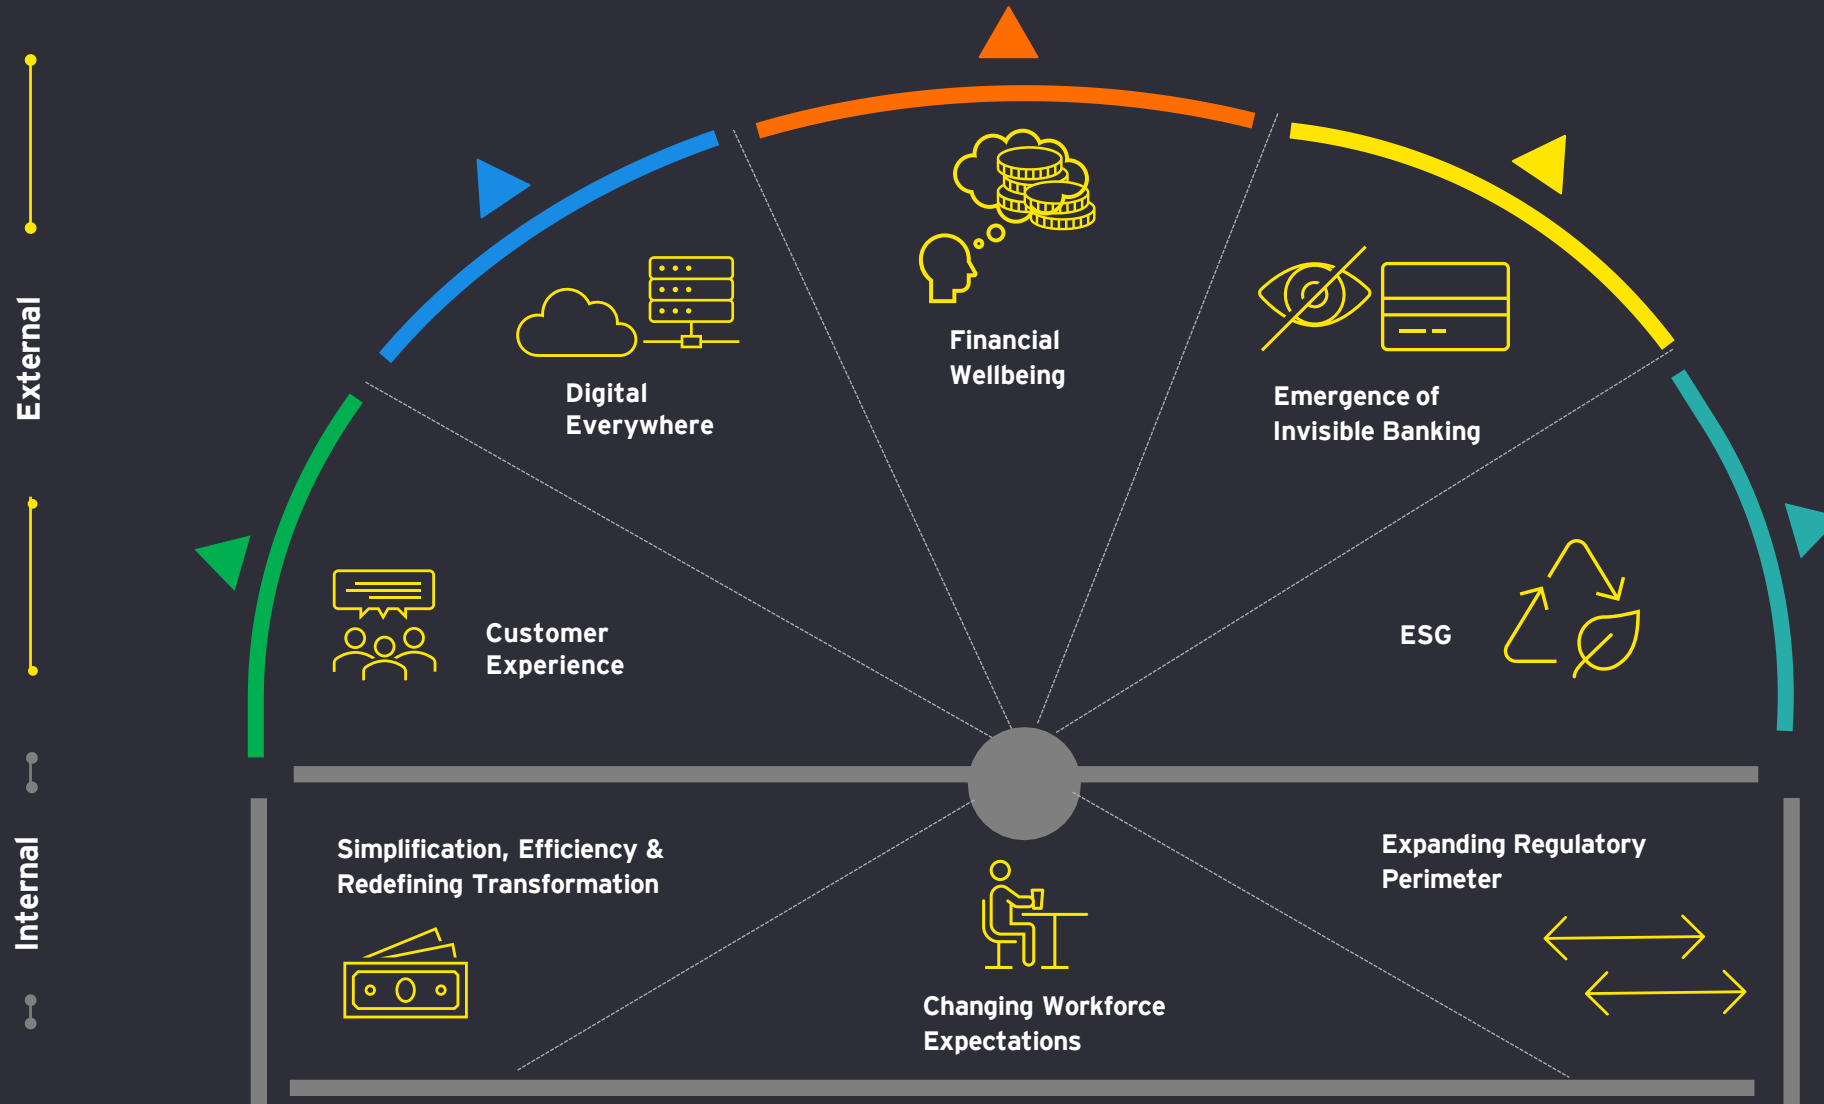 External
Financial
Wellbeing
Digital
Everywhere
Emergence of
Invisible Banking
Customer
Experience
ESG
Internal
Simplification, Efficiency &
Redefining Transformation
Changing Workforce
Expectations
Expanding Regulatory
Perimeter